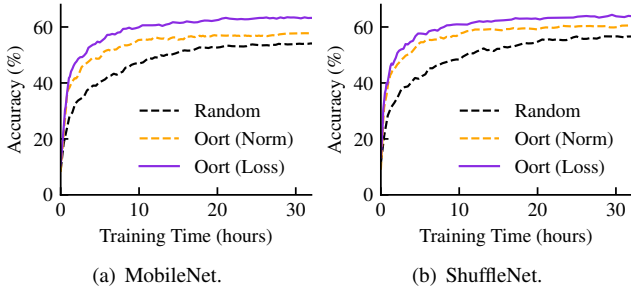 60
40
20
0
Accuracy (%)
Random
Oort (Norm)
Oort (Loss)
0 10 20 30
Training Time (hours)
(a) MobileNet.
60
40
20
0
Accuracy (%)
Random
Oort (Norm)
Oort (Loss)
0 10 20 30
Training Time (hours)
(b) ShuffleNet.